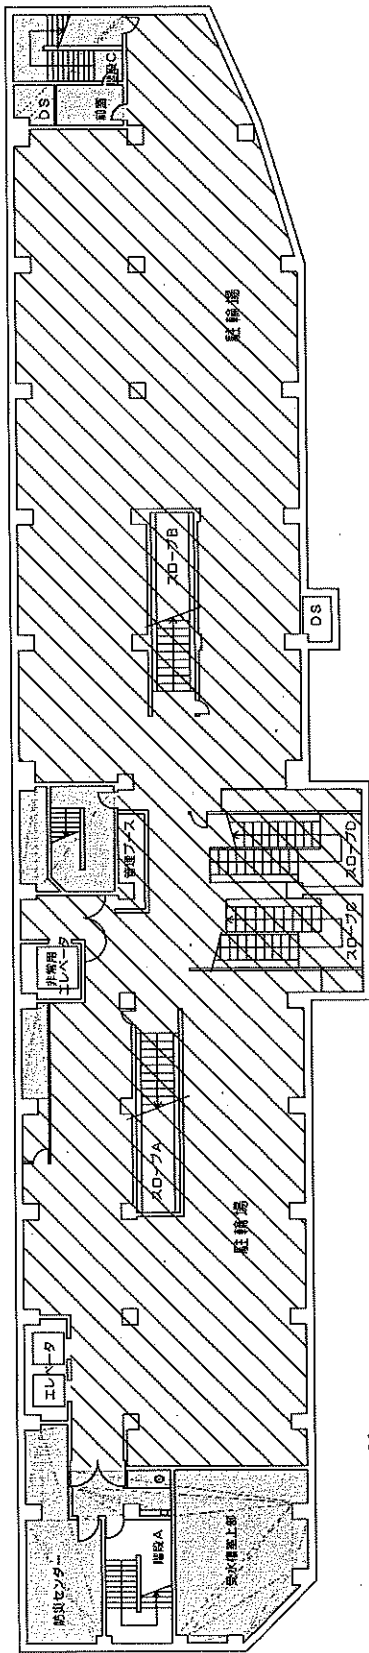 階段C
DS
前室
駐輪場
スロープB
DS
管理ブース
スロープD
スロープC
非常用
エレベータ
スロープA
駐輪場
エレベータ
防災センター
階段A
受水槽室上部